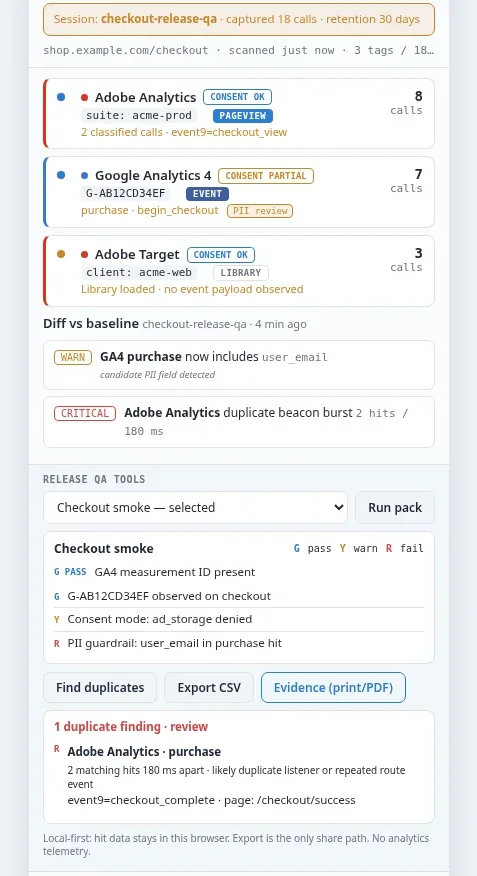 Session: checkout-release-qa · captured 18 calls · retention 30 days
shop.example.com/checkout · scanned just now · 3 tags / 18…
Adobe Analytics CONSENT OK 8
suite: acme-prod PAGEVIEW calls
2 classified calls · event9=checkout_view
Google Analytics 4 CONSENT PARTIAL 7
G-AB12CD34EF EVENT calls
purchase · begin_checkout PII review
Adobe Target CONSENT OK 3
client: acme-web LIBRARY calls
Library loaded · no event payload observed
Diff vs baseline checkout-release-qa · 4 min ago
WARN GA4 purchase now includes user_email
candidate PII field detected
CRITICAL Adobe Analytics duplicate beacon burst 2 hits /
180 ms
RELEASE QA TOOLS
Checkout smoke — selected Run pack
Checkout smoke G pass Y warn R fail
G PASS GA4 measurement ID present
G G-AB12CD34EF observed on checkout
Y Consent mode: ad_storage denied
R PII guardrail: user_email in purchase hit
Find duplicates Export CSV Evidence (print/PDF)
1 duplicate finding · review
R Adobe Analytics · purchase
2 matching hits 180 ms apart · likely duplicate listener or repeated route
event
event9=checkout_complete · page: /checkout/success
Local-first: hit data stays in this browser. Export is the only share path. No analytics
telemetry.